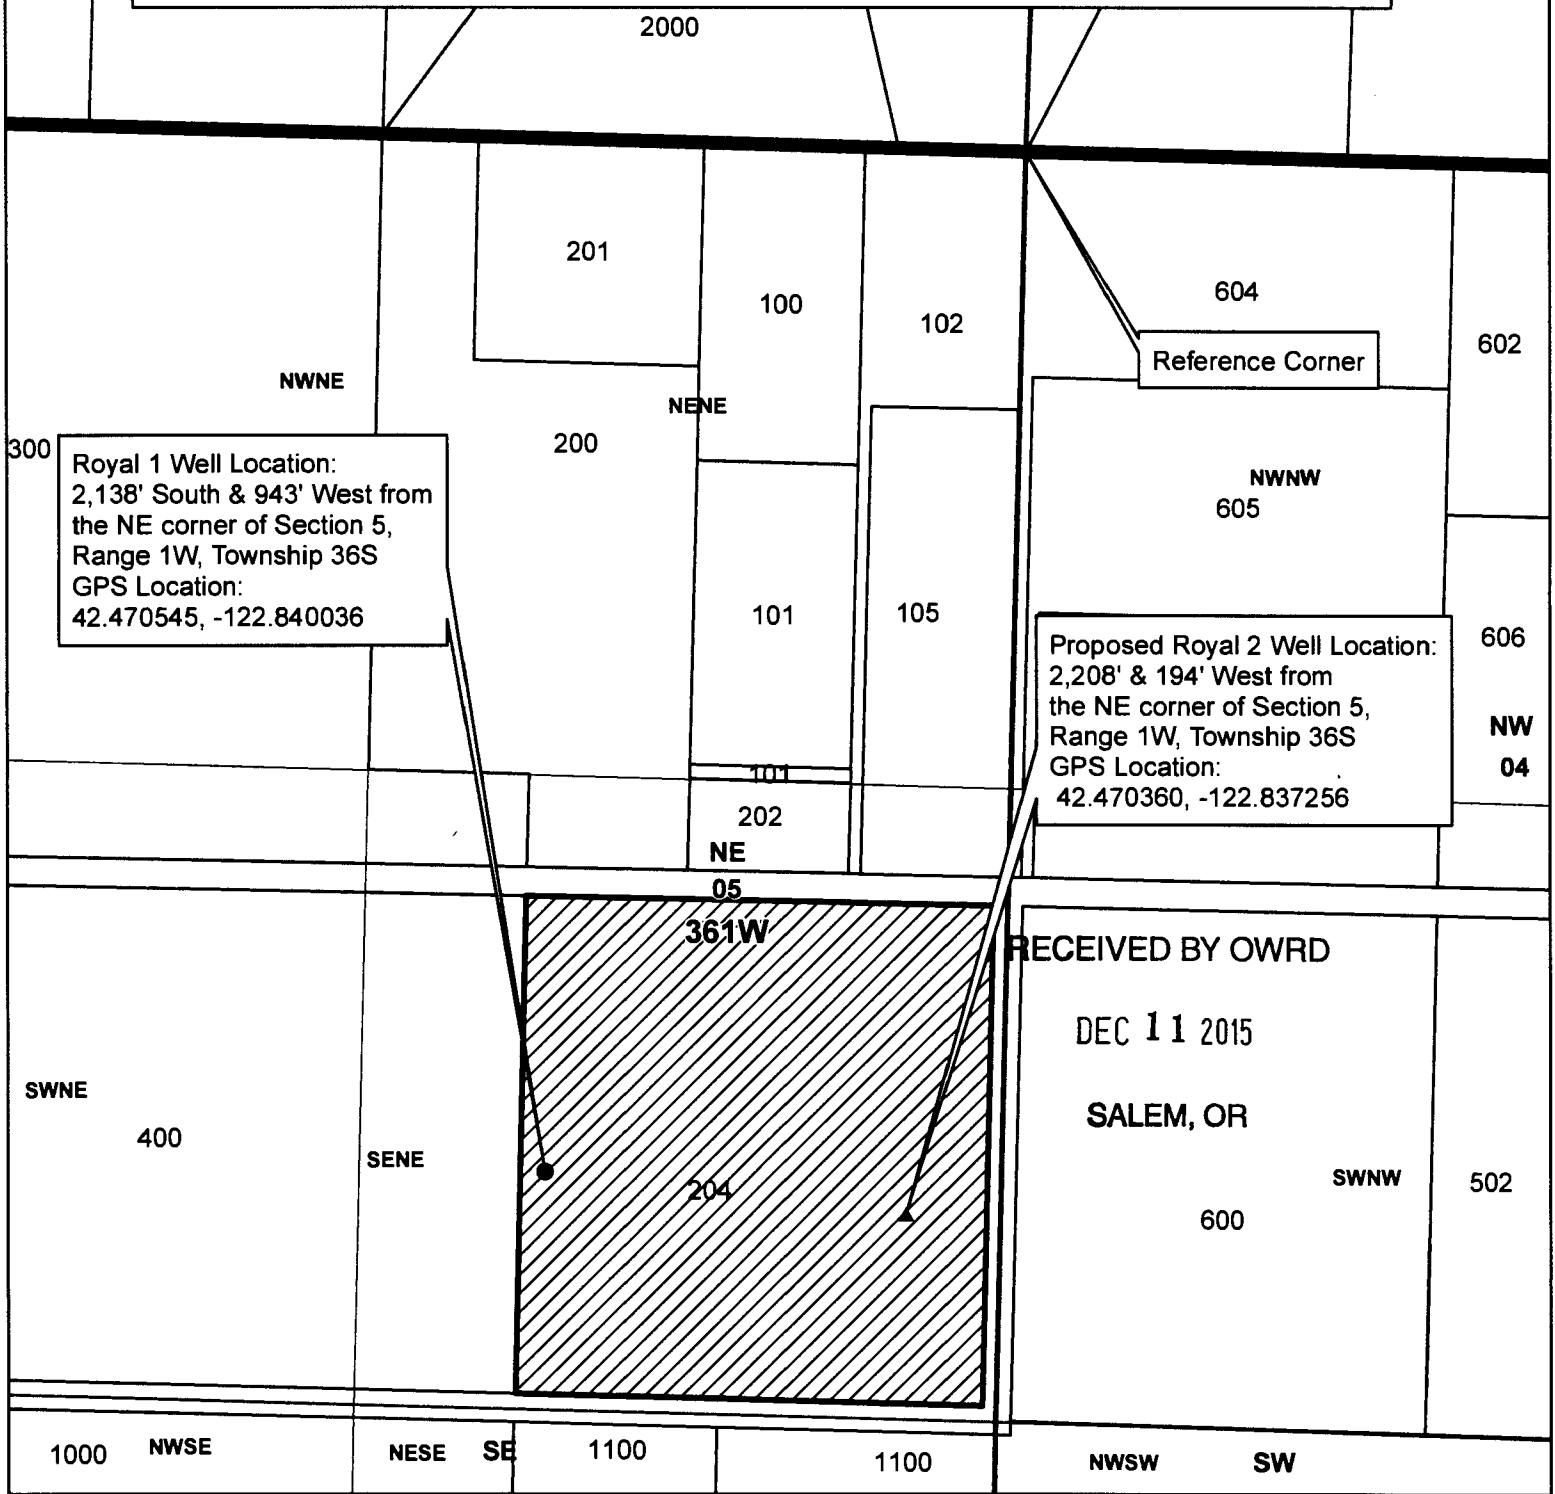 2000
201
100
102
604
602
Reference Corner
NWNE
NENE
300
200
NWNW
605
Royal 1 Well Location:
2,138' South & 943' West from
the NE corner of Section 5,
Range 1W, Township 36S
GPS Location:
42.470545, -122.840036
101
105
606
Proposed Royal 2 Well Location:
2,208' & 194' West from
the NE corner of Section 5,
Range 1W, Township 36S
GPS Location:
42.470360, -122.837256
NW
04
101
202
NE
05
361W
RECEIVED BY OWRD
DEC 11 2015
SALEM, OR
SWNE
400
SENE
204
SWNW
502
600
1000
NWSE
NESE
SE
1100
1100
NWSW
SW